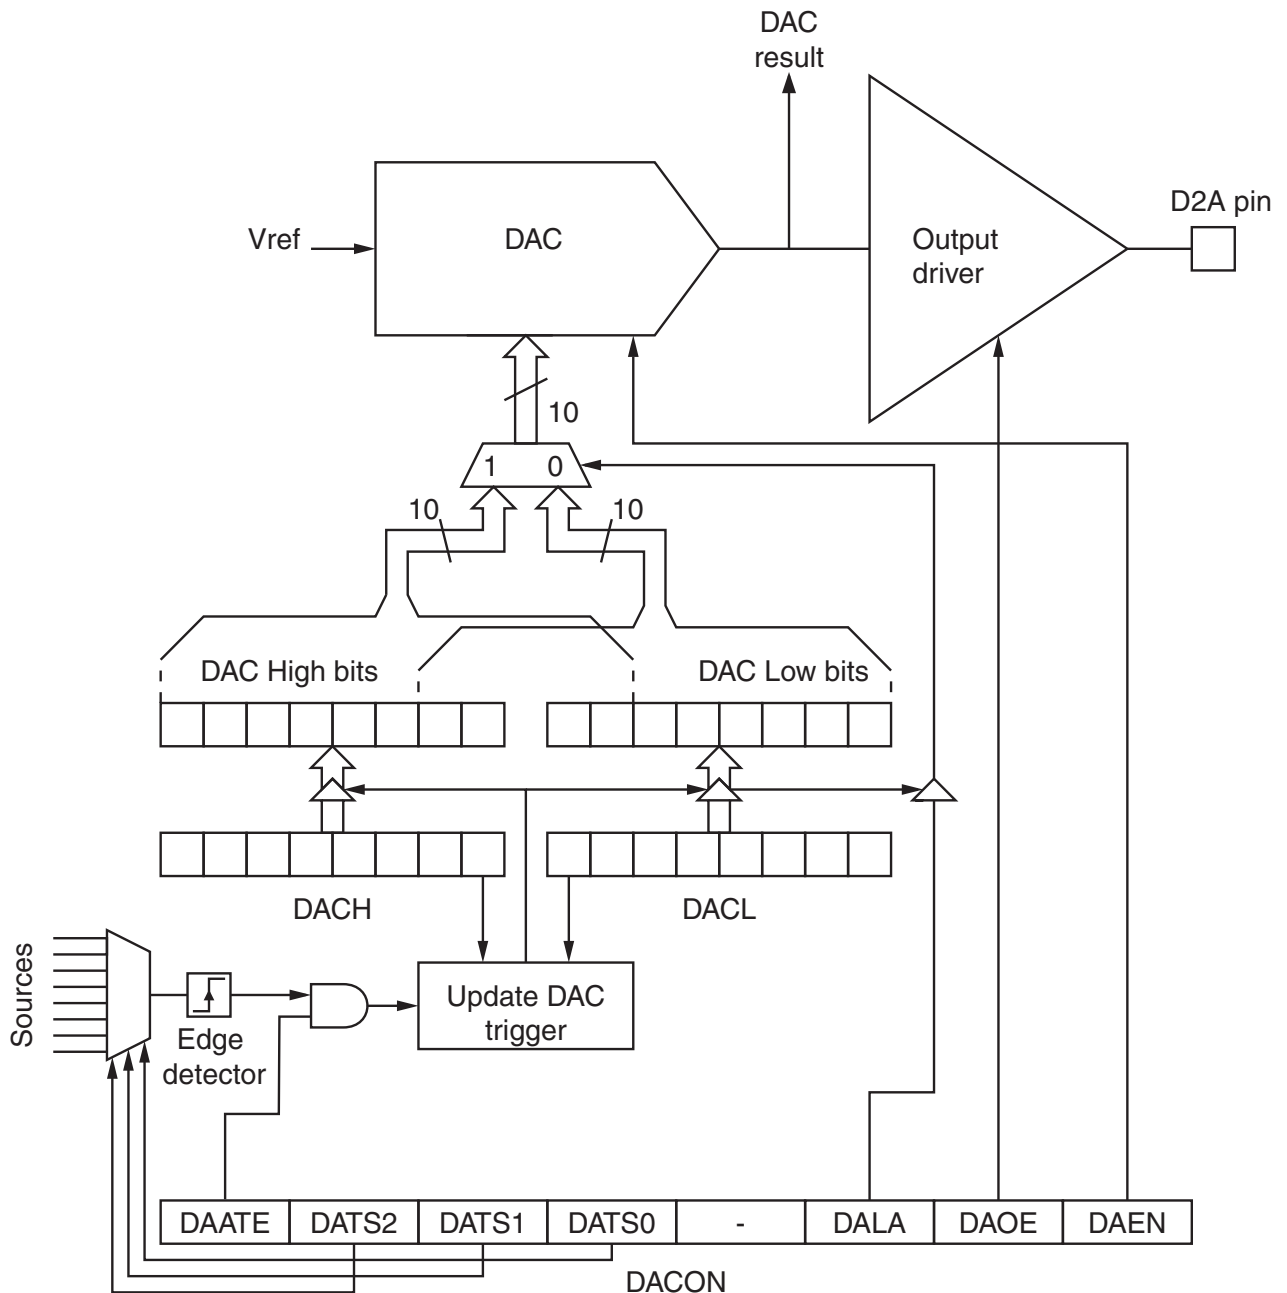 DAC
result
D2A pin
Vref
DAC
Output
driver
10
1 0
10 10
DAC High bits DAC Low bits
DACH DACL
Sources
Update DAC
trigger
Edge
detector
DAATE DATS2 DATS1 DATS0 - DALA DAOE DAEN
DACON